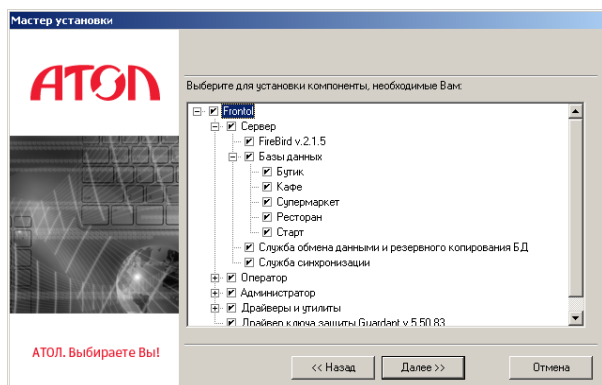 Мастер установки
АТОЛ
Выберите для установки компоненты, необходимые Вам:
Frontol
Сервер
FireBird v.2.1.5
Базы данных
Бутик
Кафе
Супермаркет
Ресторан
Старт
Служба обмена данными и резервного копирования БД
Служба синхронизации
Оператор
Администратор
Драйверы и утилиты
Драйвер ключа защиты Guardant v.5.50.83
АТОЛ. Выбираете Вы!
<< Назад
Далее >>
Отмена